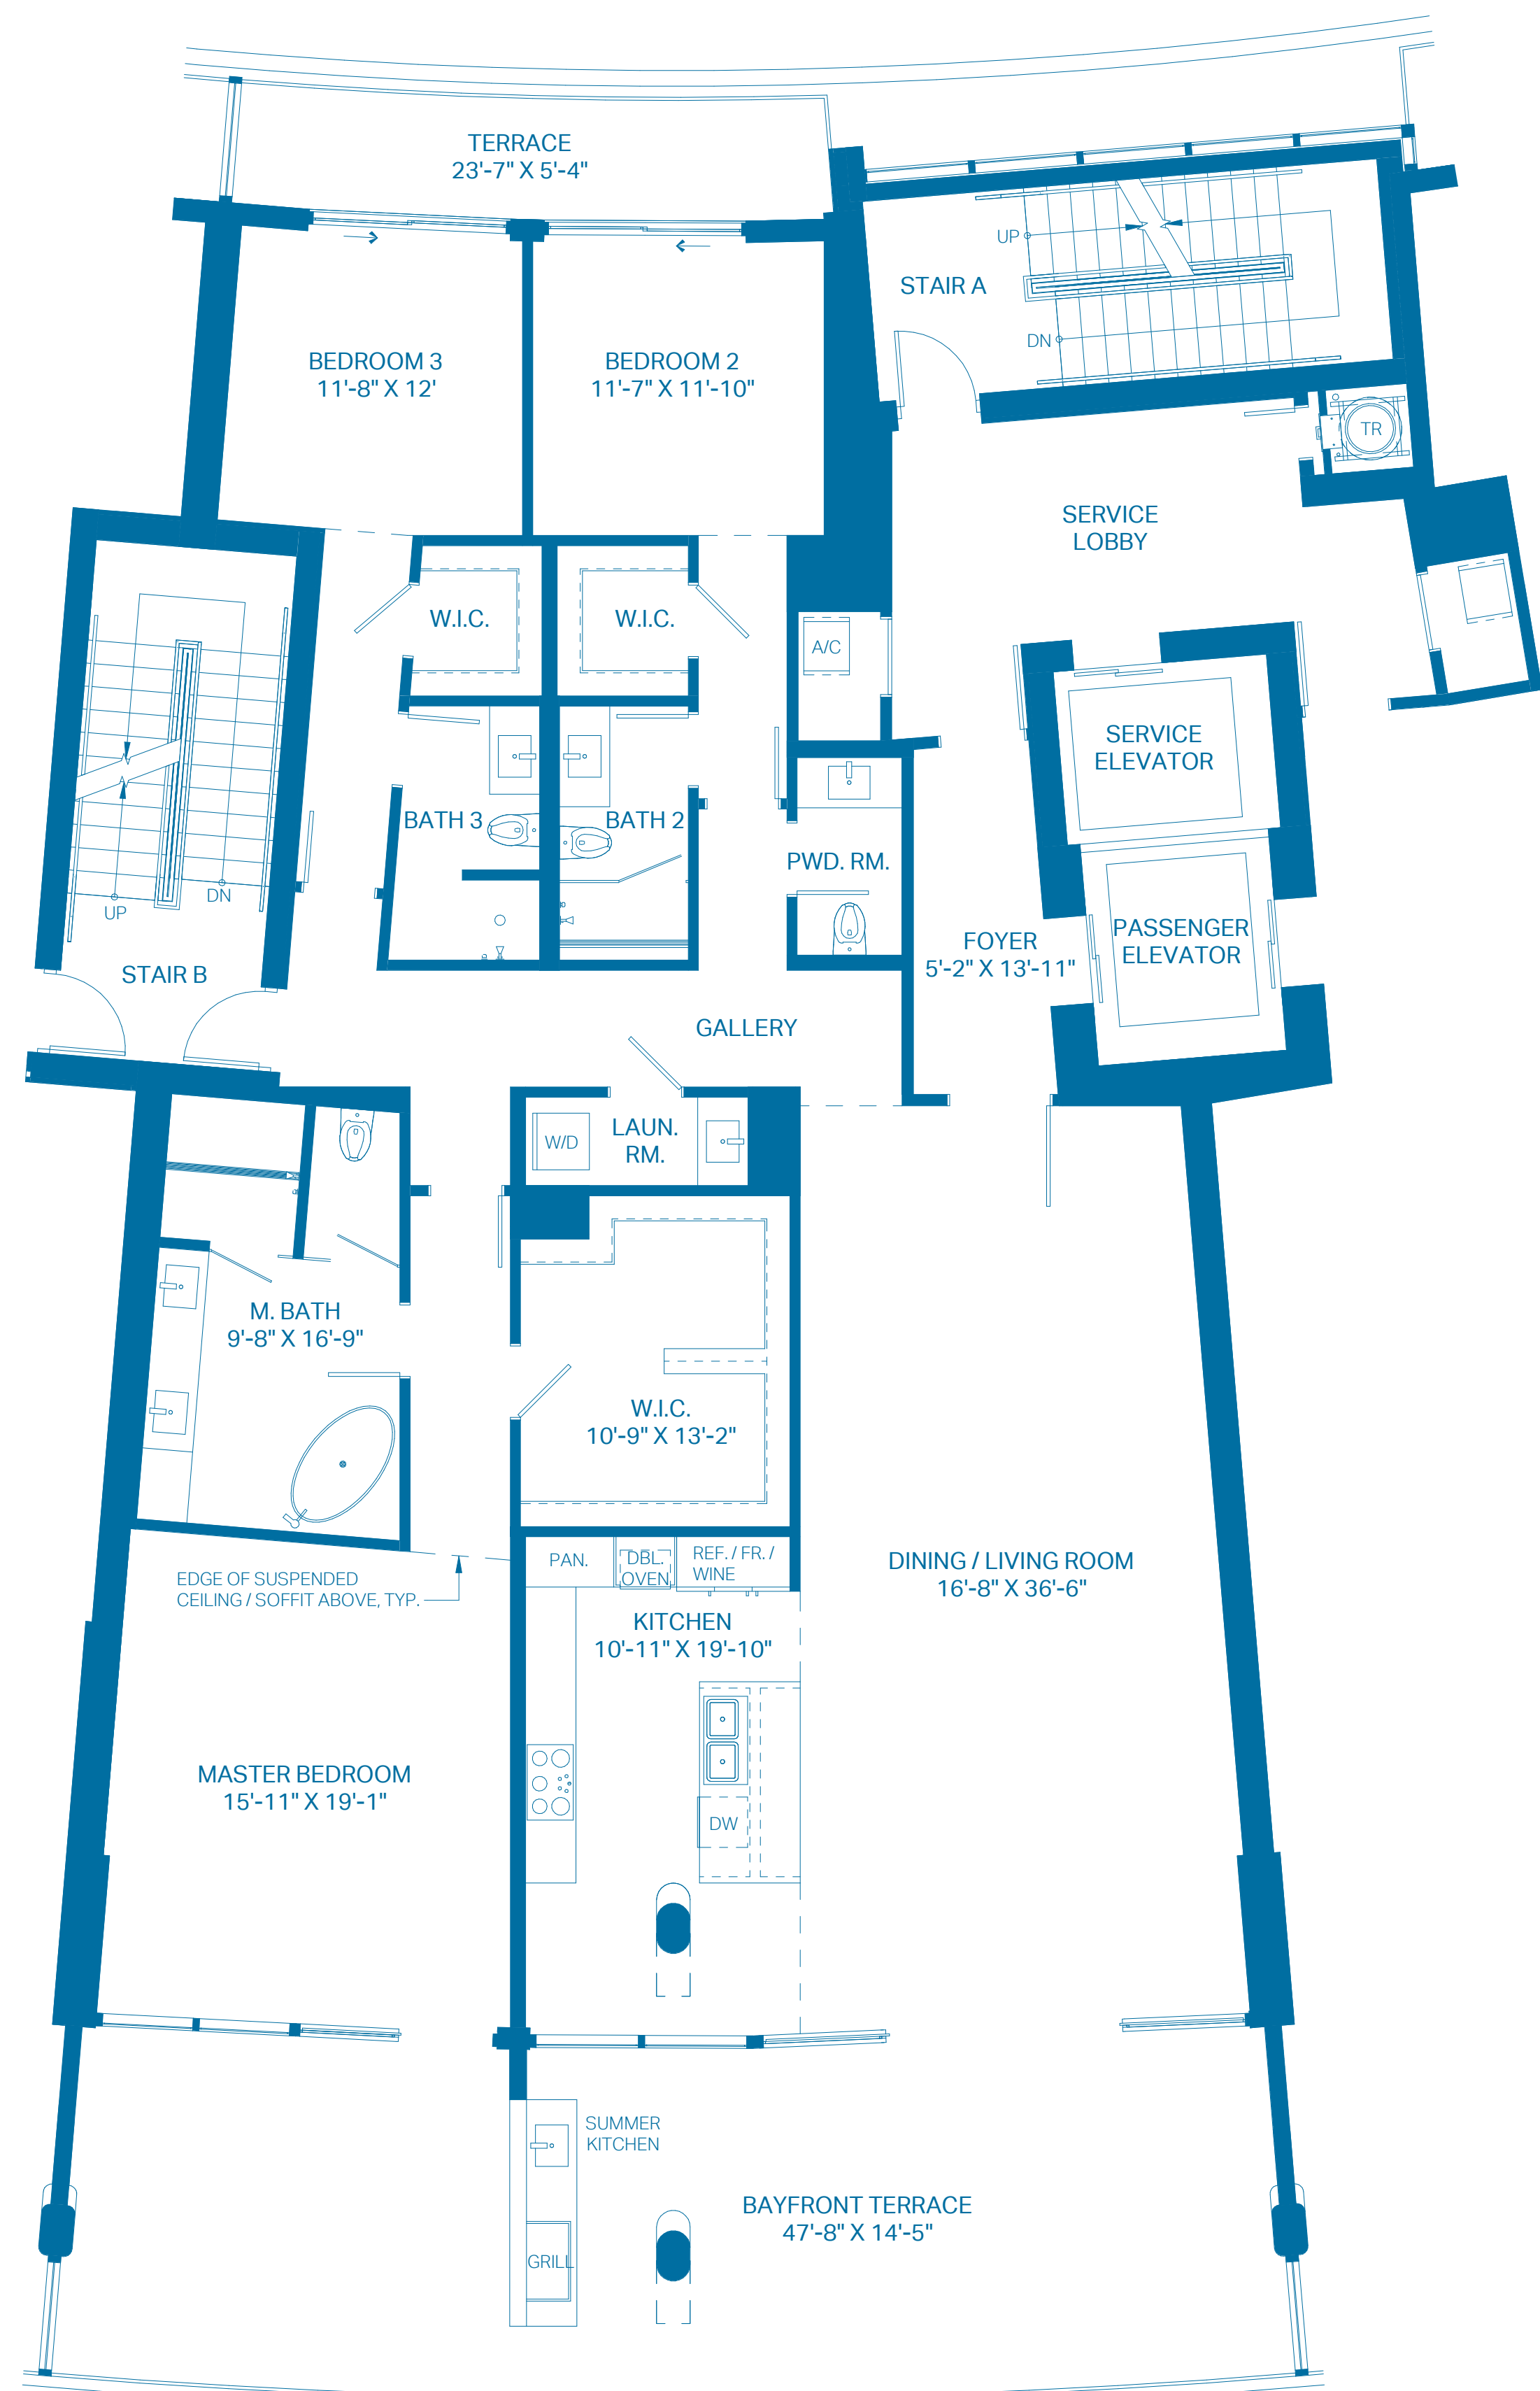 TERRACE
23'-7" X 5'-4"
UP
STAIR A
DN
BEDROOM 3
11'-8" X 12'
BEDROOM 2
11'-7" X 11'-10"
TR
SERVICE
LOBBY
W.I.C.
W.I.C.
A/C
SERVICE
ELEVATOR
BATH 3
BATH 2
PWD. RM.
UP
DN
STAIR B
FOYER
5'-2" X 13'-11"
PASSENGER
ELEVATOR
GALLERY
W/D
LAUN.
RM.
M. BATH
9'-8" X 16'-9"
W.I.C.
10'-9" X 13'-2"
PAN.
DBL.
OVEN
REF. / FR. /
WINE
DINING / LIVING ROOM
16'-8" X 36'-6"
EDGE OF SUSPENDED
CEILING / SOFFIT ABOVE, TYP.
KITCHEN
10'-11" X 19'-10"
MASTER BEDROOM
15'-11" X 19'-1"
DW
SUMMER
KITCHEN
BAYFRONT TERRACE
47'-8" X 14'-5"
GRILL